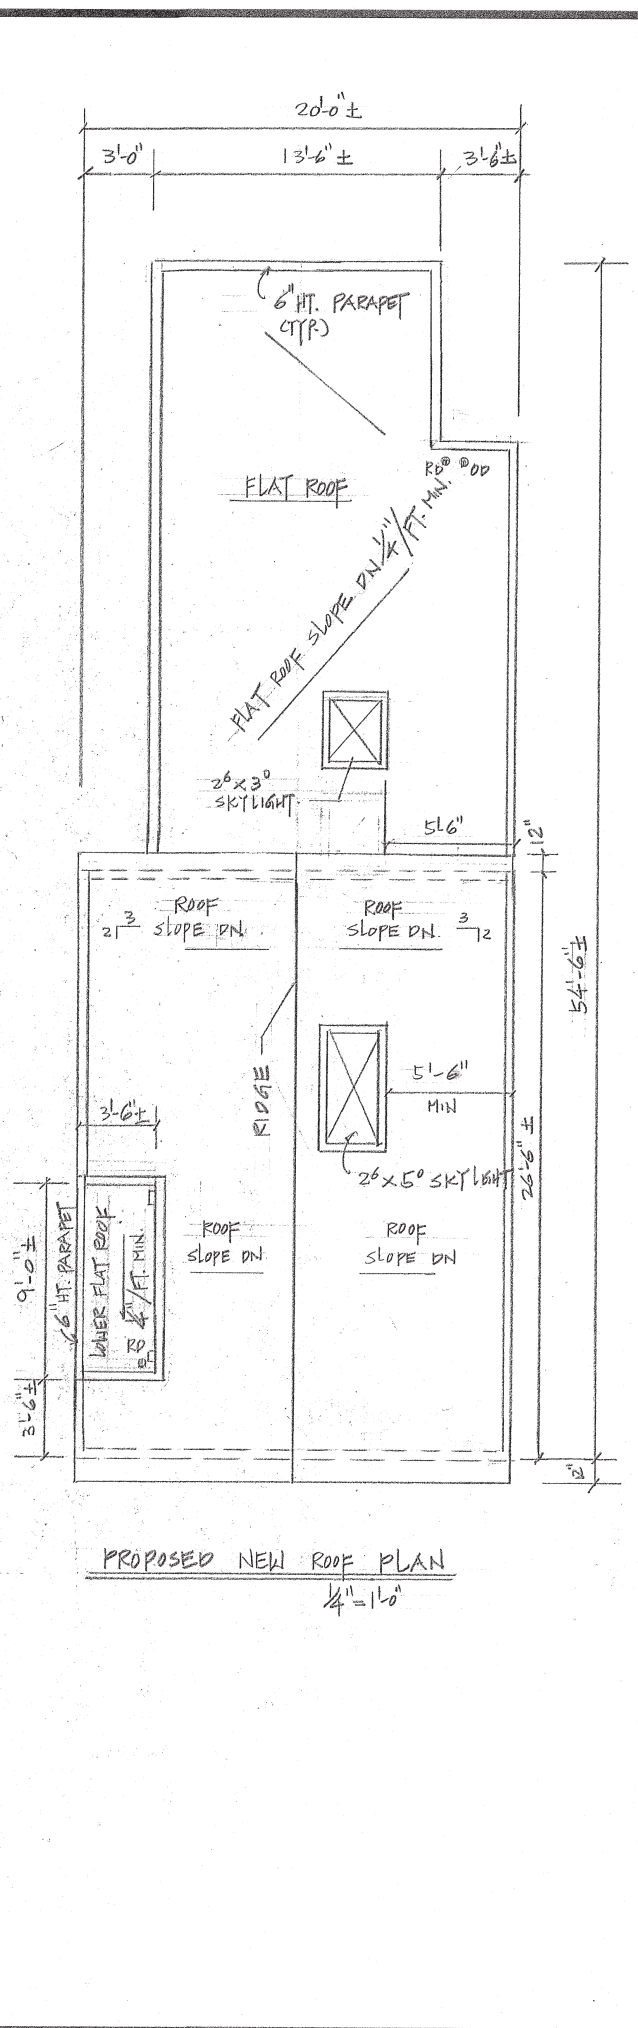 20'-0"±
3'-0"
13'-6"±
3'-6"±
6" HT. PARAPET
(TYP.)
RD
OD
FLAT ROOF
FLAT ROOF SLOPE DN 1/4"/FT. MIN.
2⁶ x 3⁰
SKYLIGHT
5'-6"
12"
54'-6"±
ROOF
SLOPE DN.
3
2
ROOF
SLOPE DN.
3
2
RIDGE
5'-6"
MIN
3'-6"±
2⁶ x 5⁰ SKYLIGHT
26'-6"±
6" HT. PARAPET
LOWER FLAT ROOF
1/4"/FT. MIN.
RD
9'-0"±
3'-6"±
ROOF
SLOPE DN
ROOF
SLOPE DN
PROPOSED NEW ROOF PLAN
1/4"=1'-0"